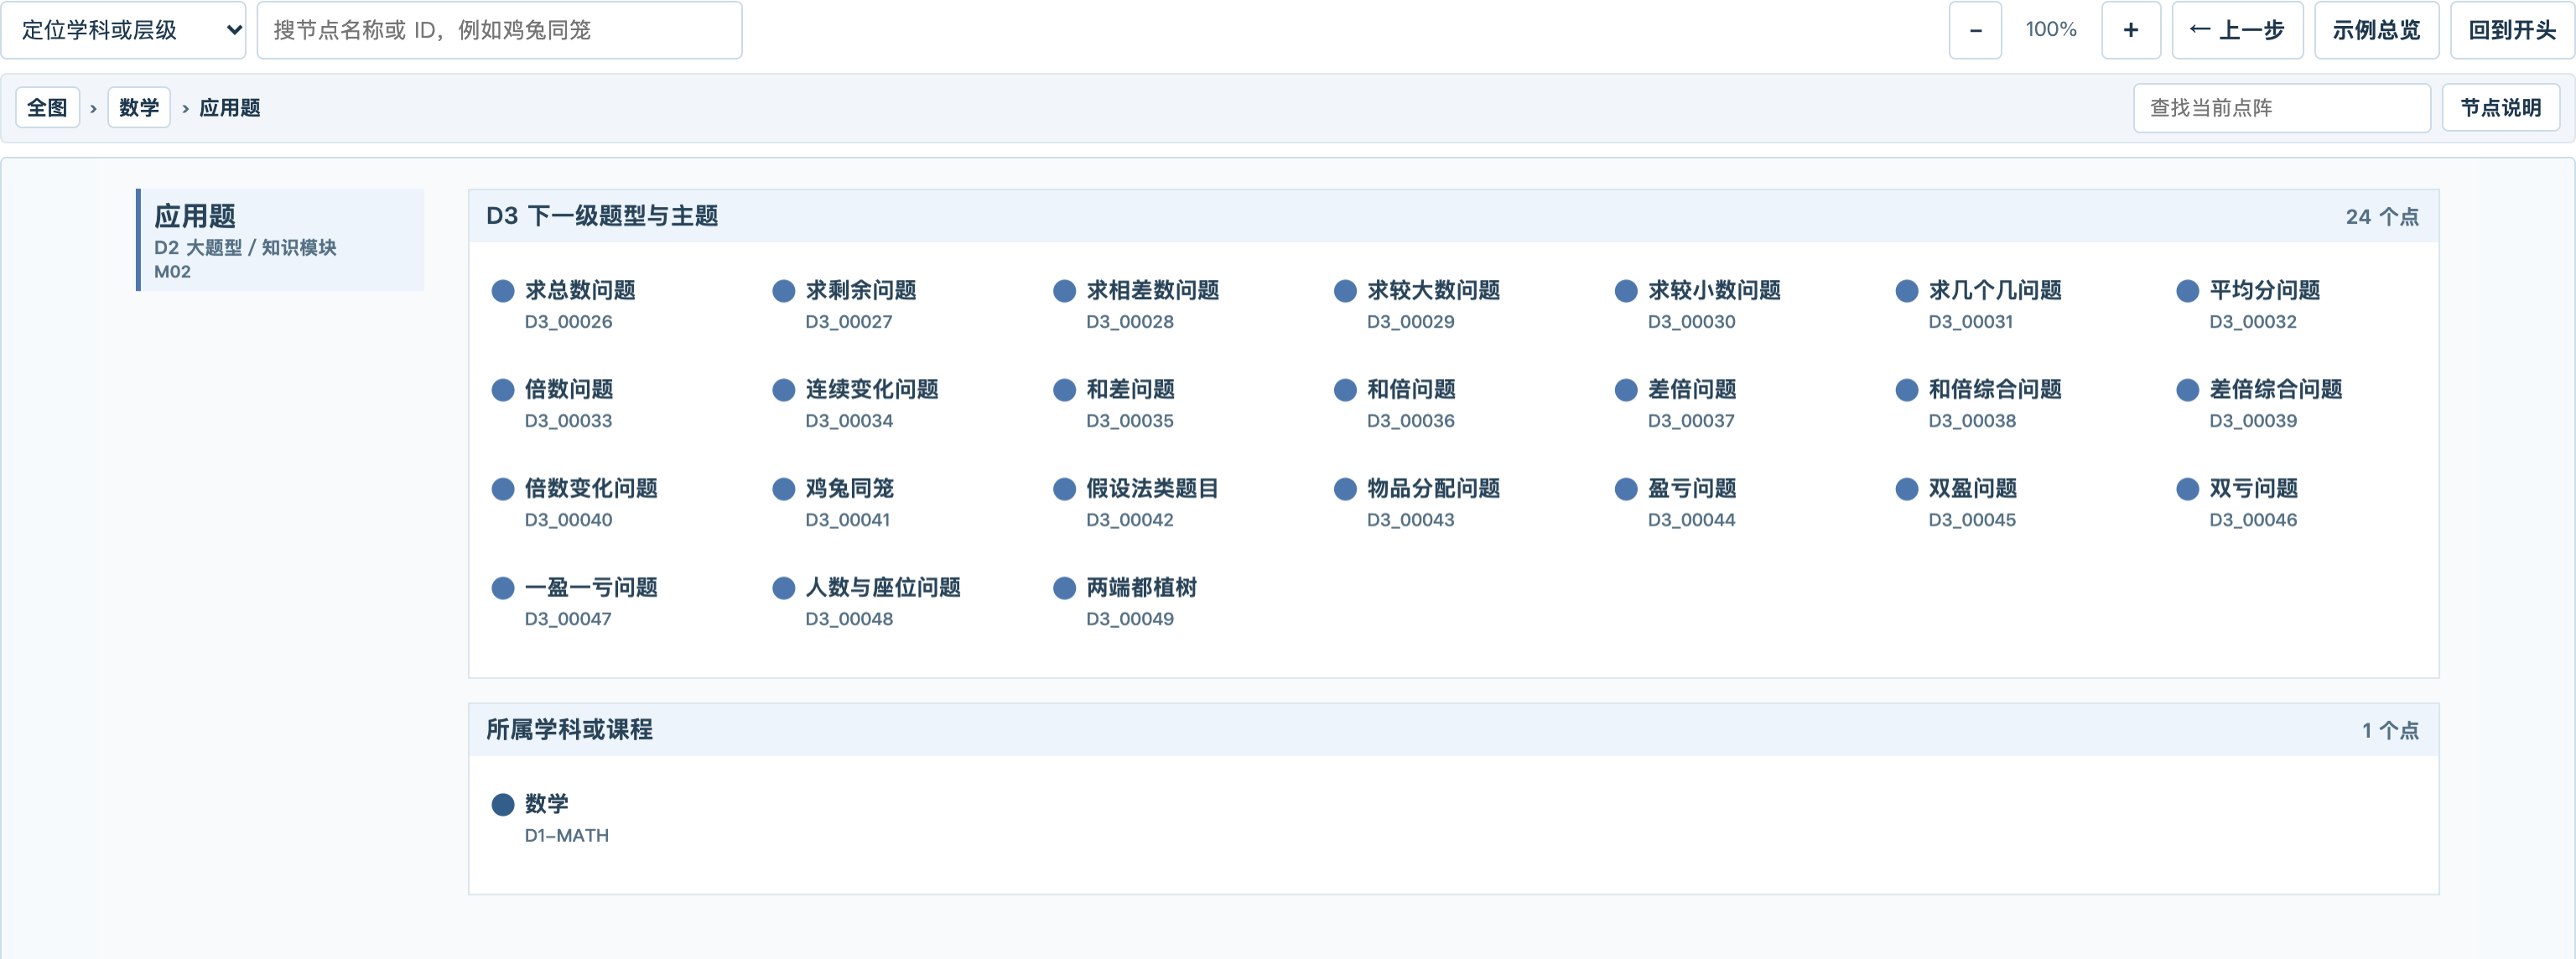 定位学科或层级 搜节点名称或 ID，例如鸡兔同笼 − 100% + ← 上一步 示例总览 回到开头
全图 › 数学 › 应用题 查找当前点阵 节点说明
应用题
D2 大题型 / 知识模块
M02
D3 下一级题型与主题 24 个点
求总数问题 求剩余问题 求相差数问题 求较大数问题 求较小数问题 求几个几问题 平均分问题
D3_00026 D3_00027 D3_00028 D3_00029 D3_00030 D3_00031 D3_00032
倍数问题 连续变化问题 和差问题 和倍问题 差倍问题 和倍综合问题 差倍综合问题
D3_00033 D3_00034 D3_00035 D3_00036 D3_00037 D3_00038 D3_00039
倍数变化问题 鸡兔同笼 假设法类题目 物品分配问题 盈亏问题 双盈问题 双亏问题
D3_00040 D3_00041 D3_00042 D3_00043 D3_00044 D3_00045 D3_00046
一盈一亏问题 人数与座位问题 两端都植树
D3_00047 D3_00048 D3_00049
所属学科或课程 1 个点
数学
D1-MATH